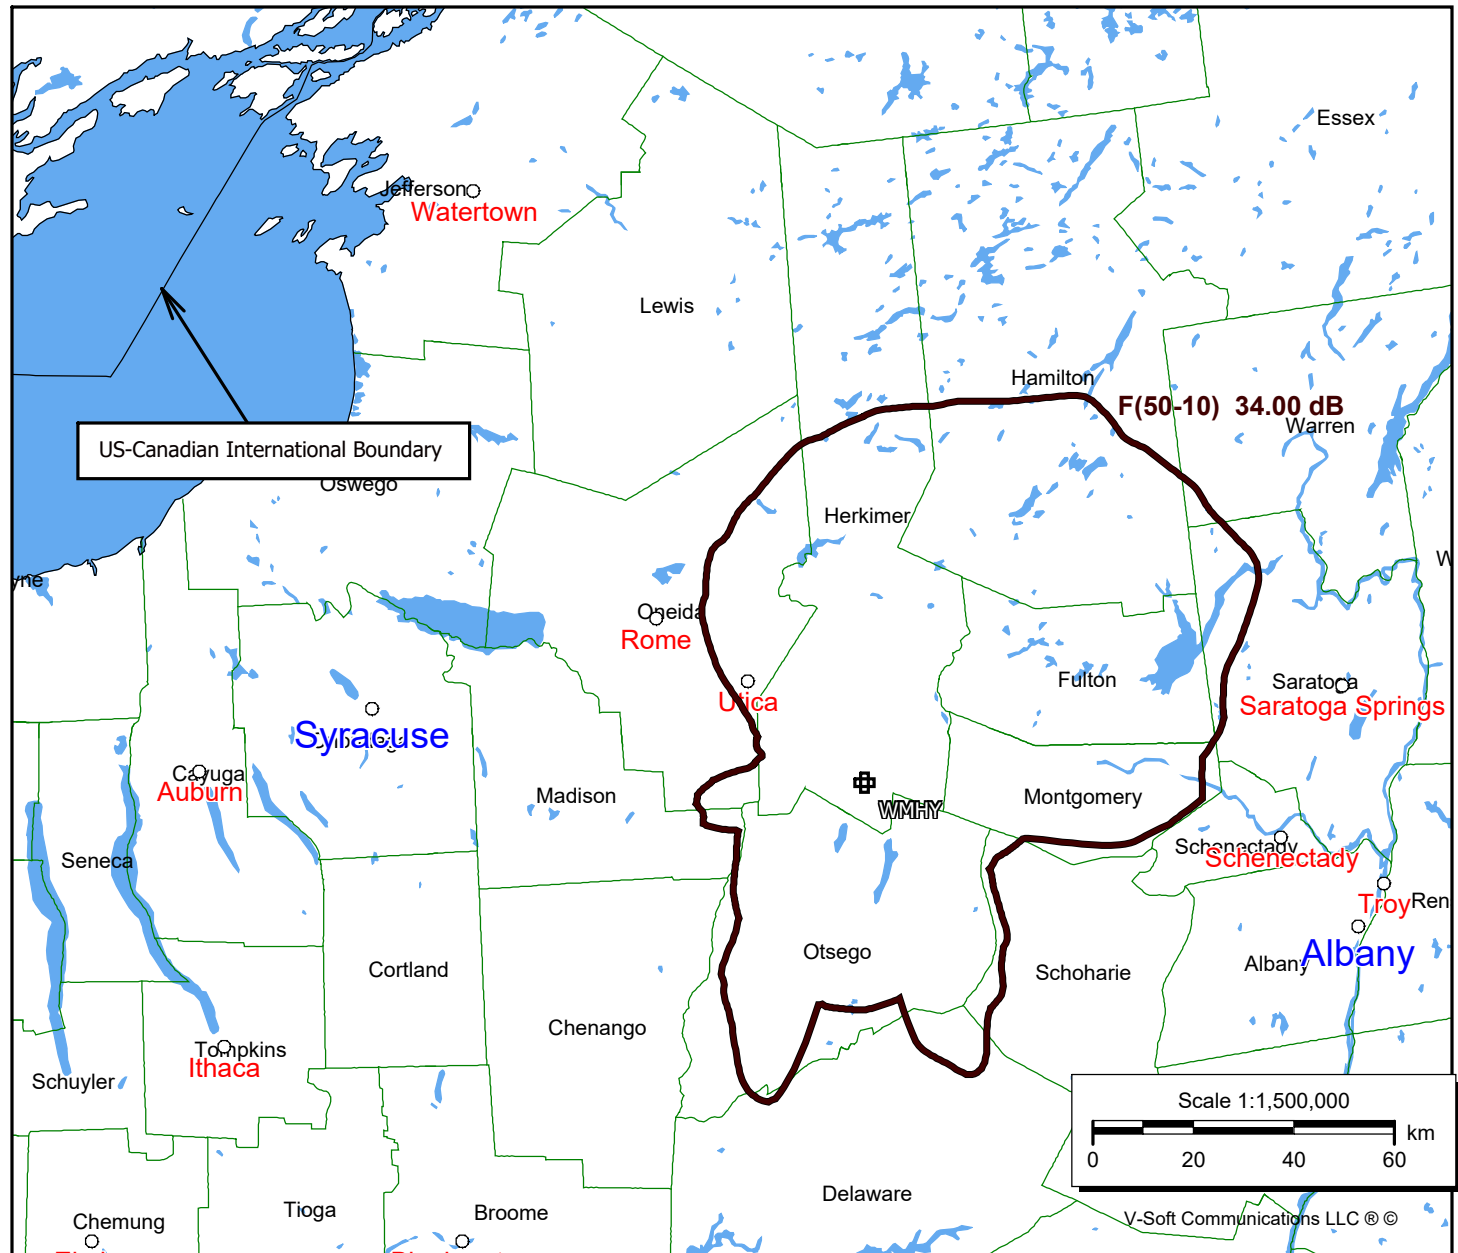 Essex
Jefferson
Watertown
Lewis
Hamilton
F(50-10) 34.00 dB
Warren
US-Canadian International Boundary
Oswego
Herkimer
yne
W
Oneida
Rome
Fulton
Saratoga
Saratoga Springs
Utica
Syracuse
Cayuga
Auburn
Madison
Montgomery
WMHY
Schenectady
Schenectady
Seneca
Troy
Ren
Otsego
Albany
Albany
Cortland
Schoharie
Chenango
Tompkins
Ithaca
Schuyler
Scale 1:1,500,000
km
0 20 40 60
Delaware
Tioga
Broome
Chemung
V-Soft Communications LLC ® ©